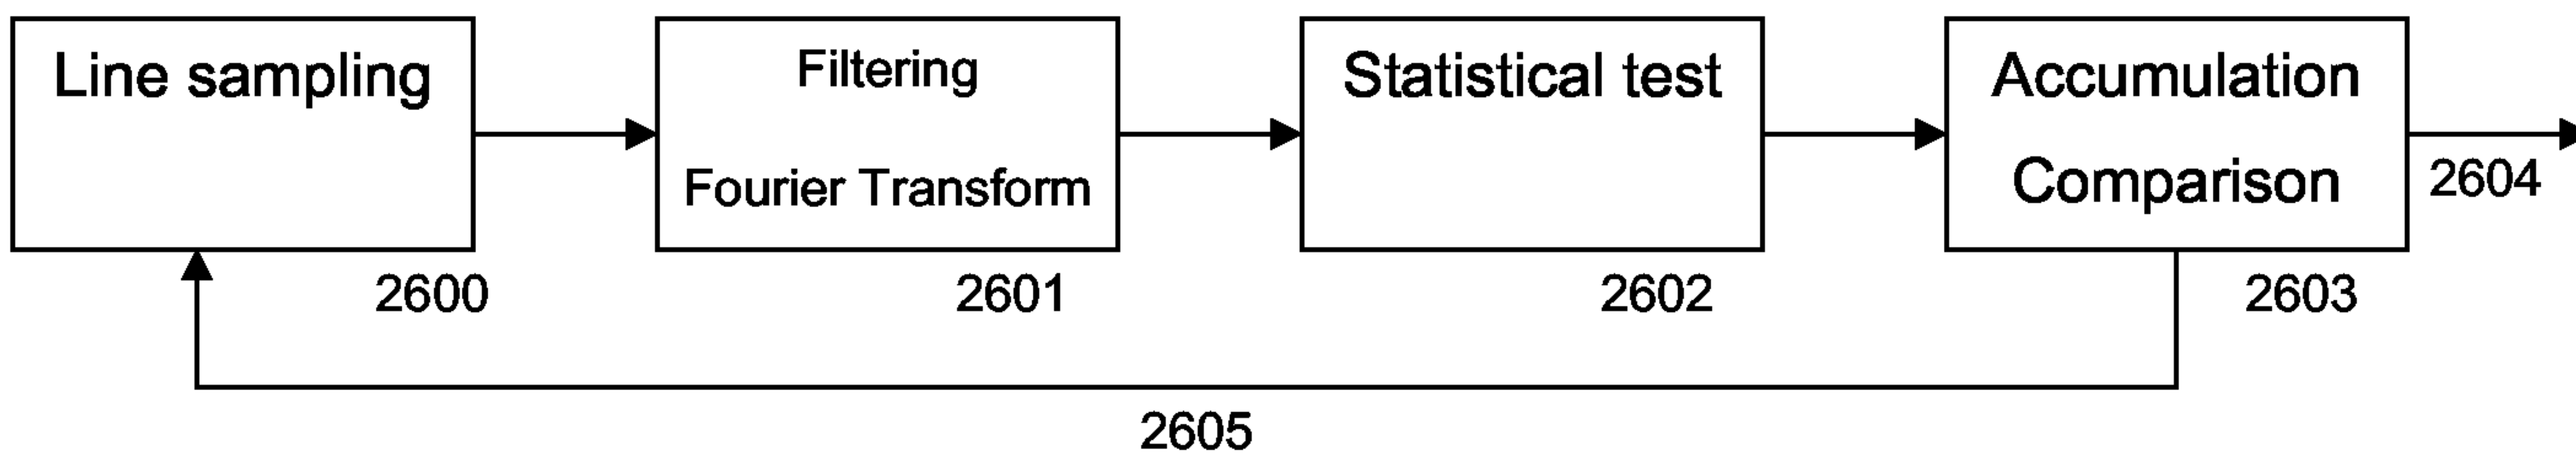 Line sampling
Filtering
Fourier Transform
Statistical test
Accumulation
Comparison
2604
2600
2601
2602
2603
2605